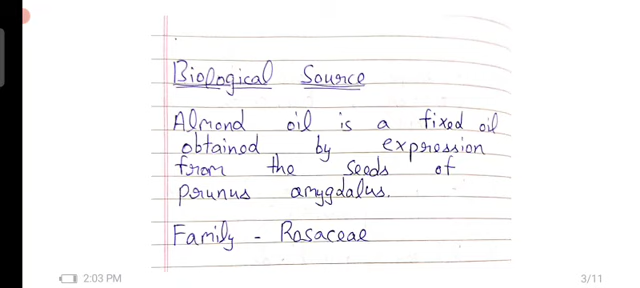 Biological Source
Almond oil is a fixed oil
obtained by expression
from the seeds of
prunus amygdalus.
Family - Rosaceae
2:03 PM
3/11